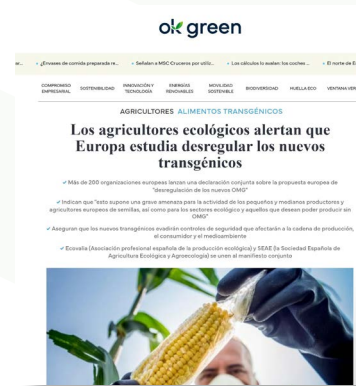 ok green
ar... • ¿Envases de comida preparada re... • Señalan a MSC Cruceros por utiliz... • Los cálculos lo avalan: los coches ... • El norte de E
COMPROMISO EMPRESARIAL SOSTENIBILIDAD INNOVACIÓN Y TECNOLOGÍA ENERGÍAS RENOVABLES MOVILIDAD SOSTENIBLE BIODIVERSIDAD HUELLA ECO VENTANA VER
AGRICULTORES ALIMENTOS TRANSGÉNICOS
Los agricultores ecológicos alertan que
Europa estudia desregular los nuevos
transgénicos
✔ Más de 200 organizaciones europeas lanzan una declaración conjunta sobre la propuesta europea de
"desregulación de los nuevos OMG"
✔ Indican que "esto supone una grave amenaza para la actividad de los pequeños y medianos productores y
agricultores europeos de semillas, así como para los sectores ecológico y aquellos que deseen poder producir sin
OMG"
✔ Aseguran que los nuevos transgénicos evadirán controles de seguridad que afectarán a la cadena de producción,
el consumidor y el medioambiente
✔ Ecovalia (Asociación profesional española de la producción ecológica) y SEAE (la Sociedad Española de
Agricultura Ecológica y Agroecología) se unen al manifiesto conjunto